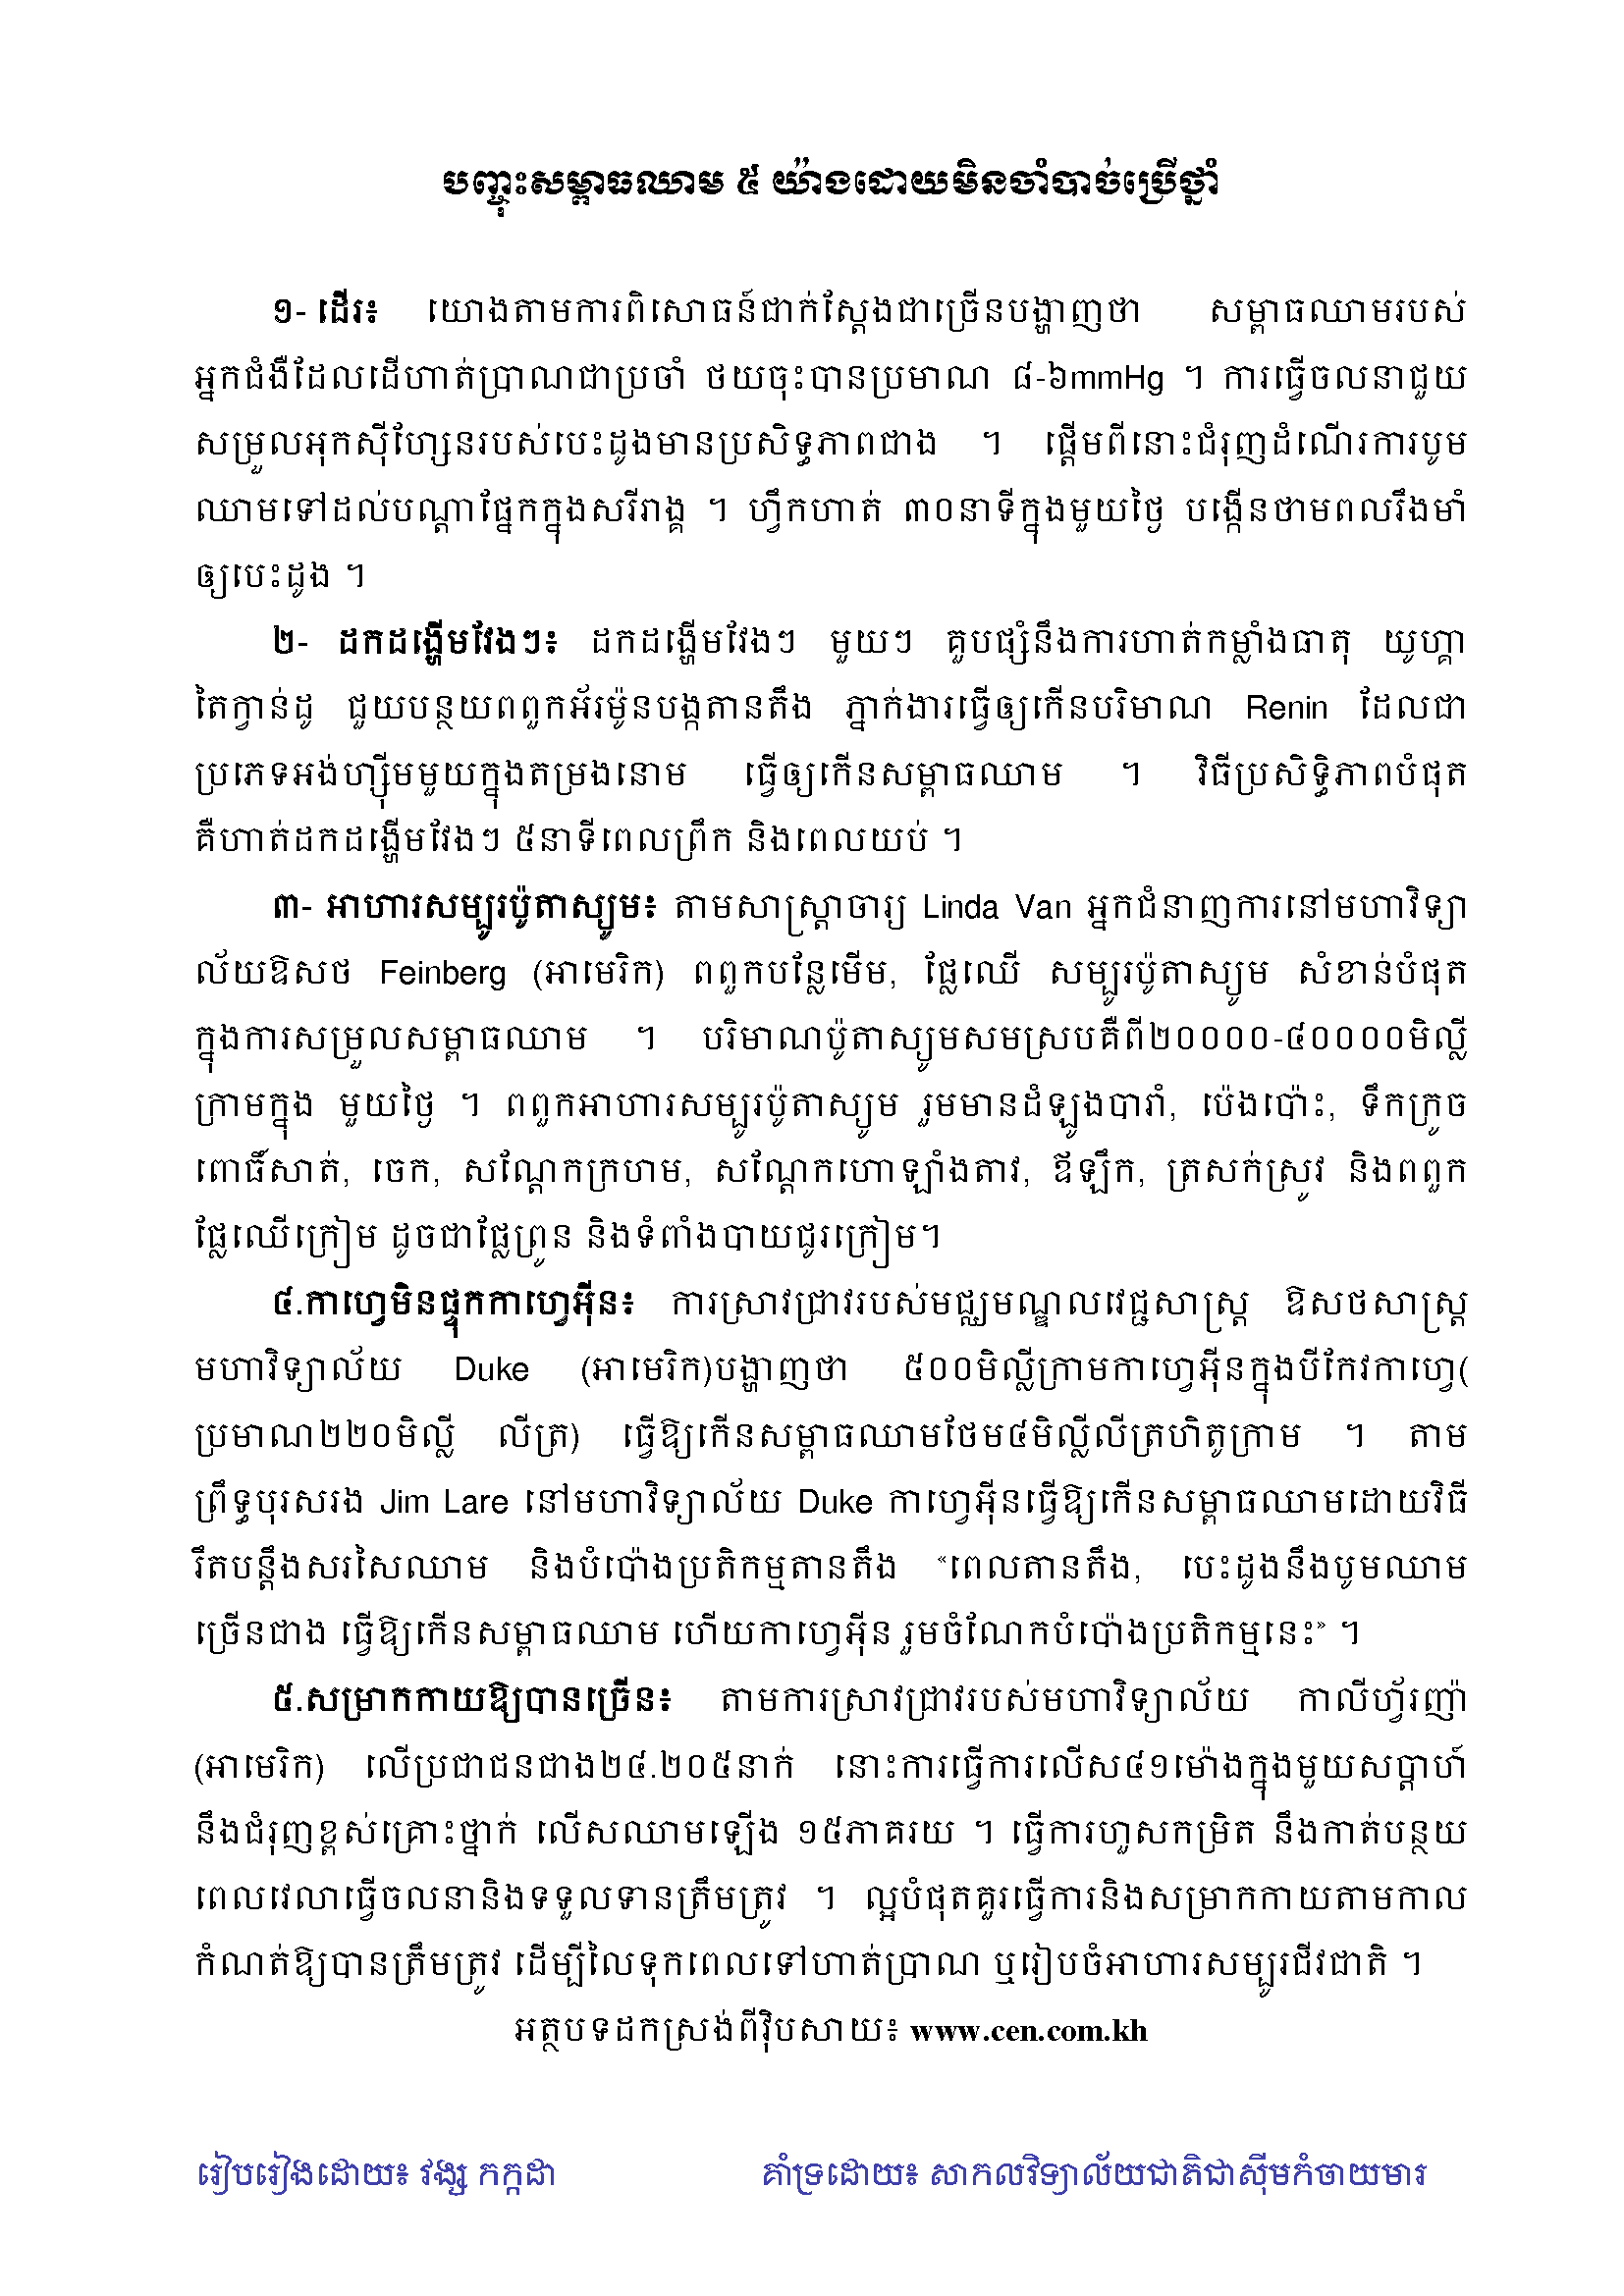 បញ្ចុះសម្ពាធឈាម ៥ យ៉ាងដោយមិនចាំបាច់ប្រើថ្នាំ
១- ដើរ៖ យោងតាមការពិសោធន៍ជាក់ស្តែងជាច្រើនបង្ហាញថា សម្ពាធឈាមរបស់
អ្នកជំងឺដែលដើហាត់ប្រាណជាប្រចាំ ថយចុះបានប្រមាណ ៨-៦mmHg ។ ការធ្វើចលនាជួយ
សម្រួលអុកស៊ីហ្សែនរបស់បេះដូងមានប្រសិទ្ធភាពជាង ។ ផ្តើមពីនោះជំរុញដំណើរការបូម
ឈាមទៅដល់បណ្តាផ្នែកក្នុងសរីរាង្គ ។ ហ្វឹកហាត់ ៣០នាទីក្នុងមួយថ្ងៃ បង្កើនថាមពលរឹងមាំ
ឲ្យបេះដូង ។
២- ដកដង្ហើមវែងៗ៖ ដកដង្ហើមវែងៗ មួយៗ គួបផ្សំនឹងការហាត់កម្លាំងធាតុ យូហ្គា
តៃក្វាន់ដូ ជួយបន្ថយពពួកអ័រម៉ូនបង្កតានតឹង ភ្នាក់ងារធ្វើឲ្យកើនបរិមាណ Renin ដែលជា
ប្រភេទអង់ហ្ស៊ីមមួយក្នុងតម្រងនោម ធ្វើឲ្យកើនសម្ពាធឈាម ។ វិធីប្រសិទ្ធិភាពបំផុត
គឺហាត់ដកដង្ហើមវែងៗ ៥នាទីពេលព្រឹក និងពេលយប់ ។
៣- អាហារសម្បូរប៉ូតាស្យូម៖ តាមសាស្ត្រាចារ្យ Linda Van អ្នកជំនាញការនៅមហាវិទ្យា
ល័យឱសថ Feinberg (អាមេរិក) ពពួកបន្លែមើម, ផ្លែឈើ សម្បូរប៉ូតាស្យូម សំខាន់បំផុត
ក្នុងការសម្រួលសម្ពាធឈាម ។ បរិមាណប៉ូតាស្យូមសមស្របគឺពី២០០០០-៤០០០០មិល្លី
ក្រាមក្នុង មួយថ្ងៃ ។ ពពួកអាហារសម្បូរប៉ូតាស្យូម រួមមានដំឡូងបារាំ, ប៉េងប៉ោះ, ទឹកក្រូច
ពោធិ៍សាត់, ចេក, សណ្តែកក្រហម, សណ្តែកហោឡាំងតាវ, ឪឡឹក, ត្រសក់ស្រូវ និងពពួក
ផ្លែឈើក្រៀម ដូចជាផ្លែព្រូន និងទំពាំងបាយជូរក្រៀម។
៤.កាហ្វេមិនផ្ទុកកាហ្វេអ៊ីន៖ ការស្រាវជ្រាវរបស់មជ្ឈមណ្ឌលវេជ្ជសាស្ត្រ ឱសថសាស្ត្រ
មហាវិទ្យាល័យ Duke (អាមេរិក)បង្ហាញថា ៥០០មិល្លីក្រាមកាហ្វេអ៊ីនក្នុងបីកែវកាហ្វេ(
ប្រមាណ២២០មិល្លី លីត្រ) ធ្វើឱ្យកើនសម្ពាធឈាមថែម៤មិល្លីលីត្រហិតូក្រាម ។ តាម
ព្រឹទ្ធបុរសរង Jim Lare នៅមហាវិទ្យាល័យ Duke កាហ្វេអ៊ីនធ្វើឱ្យកើនសម្ពាធឈាមដោយវិធី
រឹតបន្តឹងសរសៃឈាម និងបំប៉ោងប្រតិកម្មតានតឹង «ពេលតានតឹង, បេះដូងនឹងបូមឈាម
ច្រើនជាង ធ្វើឱ្យកើនសម្ពាធឈាម ហើយកាហ្វេអ៊ីន រួមចំណែកបំប៉ោងប្រតិកម្មនេះ» ។
៥.សម្រាកកាយឱ្យបានច្រើន៖ តាមការស្រាវជ្រាវរបស់មហាវិទ្យាល័យ កាលីហ្វ័រញ៉ា
(អាមេរិក) លើប្រជាជនជាង២៤.២០៥នាក់ នោះការធ្វើការលើស៤១ម៉ោងក្នុងមួយសប្តាហ៍
នឹងជំរុញខ្ពស់គ្រោះថ្នាក់ លើសឈាមឡើង ១៥ភាគរយ ។ ធ្វើការហួសកម្រិត នឹងកាត់បន្ថយ
ពេលវេលាធ្វើចលនានិងទទួលទានត្រឹមត្រូវ ។ ល្អបំផុតគួរធ្វើការនិងសម្រាកកាយតាមកាល
កំណត់ឱ្យបានត្រឹមត្រូវ ដើម្បីលៃទុកពេលទៅហាត់ប្រាណ ឬរៀបចំអាហារសម្បូរជីវជាតិ ។
អត្ថបទដកស្រង់ពីវ៉ិបសាយ៖ www.cen.com.kh
រៀបរៀងដោយ៖ វង្ស កក្កដា គាំទ្រដោយ៖ សាកលវិទ្យាល័យជាតិជាស៊ីមកំចាយមារ